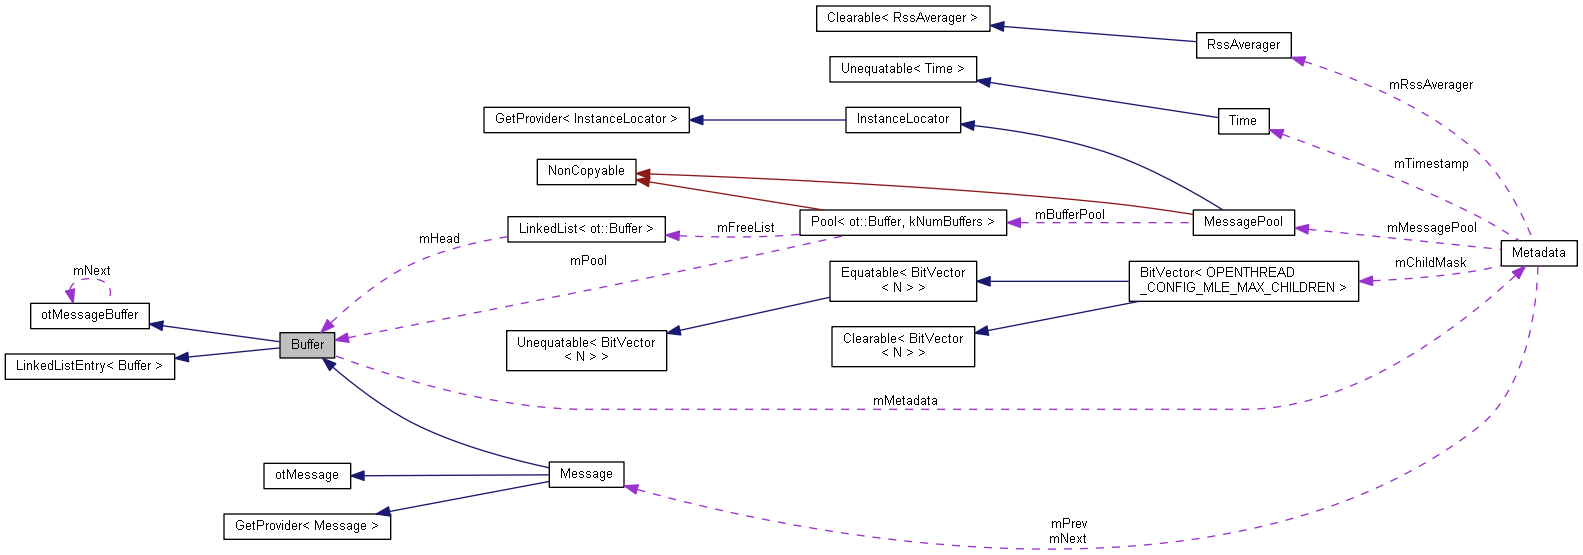 Clearable< RssAverager >
RssAverager
Unequatable< Time >
mRssAverager
GetProvider< InstanceLocator >
InstanceLocator
Time
NonCopyable
mTimestamp
LinkedList< ot::Buffer >
mFreeList
Pool< ot::Buffer, kNumBuffers >
mBufferPool
MessagePool
mMessagePool
mHead
mPool
mChildMask
Metadata
mNext
otMessageBuffer
Equatable< BitVector
< N > >
BitVector< OPENTHREAD
_CONFIG_MLE_MAX_CHILDREN >
Buffer
Unequatable< BitVector
< N > >
Clearable< BitVector
< N > >
LinkedListEntry< Buffer >
mMetadata
otMessage
Message
GetProvider< Message >
mPrev
mNext